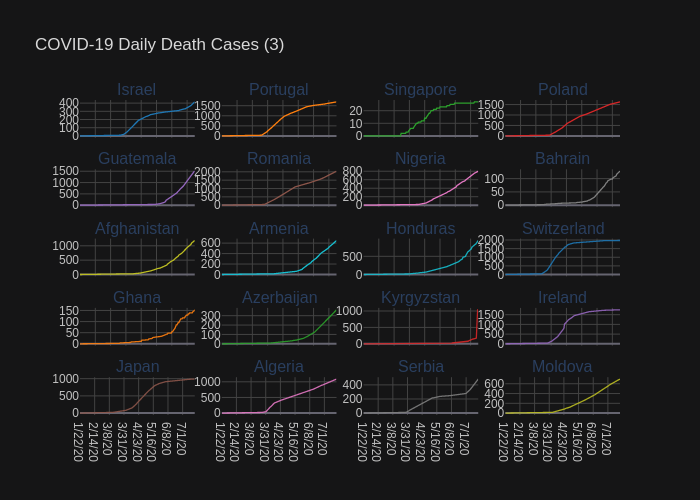 COVID-19 Daily Death Cases (3)
Israel Portugal Singapore Poland
400 300 200 100 0
1500 1000 500 0
20 10 0
1500 1000 500 0
Guatemala Romania Nigeria Bahrain
1500 1000 500 0
2000 1500 1000 500 0
800 600 400 200 0
100 50 0
Afghanistan Armenia Honduras Switzerland
1000 500 0
600 400 200 0
500 0
2000 1500 1000 500 0
Ghana Azerbaijan Kyrgyzstan Ireland
150 100 50 0
300 200 100 0
1000 500 0
1500 1000 500 0
Japan Algeria Serbia Moldova
1000 500 0
1000 500 0
400 200 0
600 400 200 0
1/22/20 2/14/20 3/8/20 3/31/20 4/23/20 5/16/20 6/8/20 7/1/20
1/22/20 2/14/20 3/8/20 3/31/20 4/23/20 5/16/20 6/8/20 7/1/20
1/22/20 2/14/20 3/8/20 3/31/20 4/23/20 5/16/20 6/8/20 7/1/20
1/22/20 2/14/20 3/8/20 3/31/20 4/23/20 5/16/20 6/8/20 7/1/20